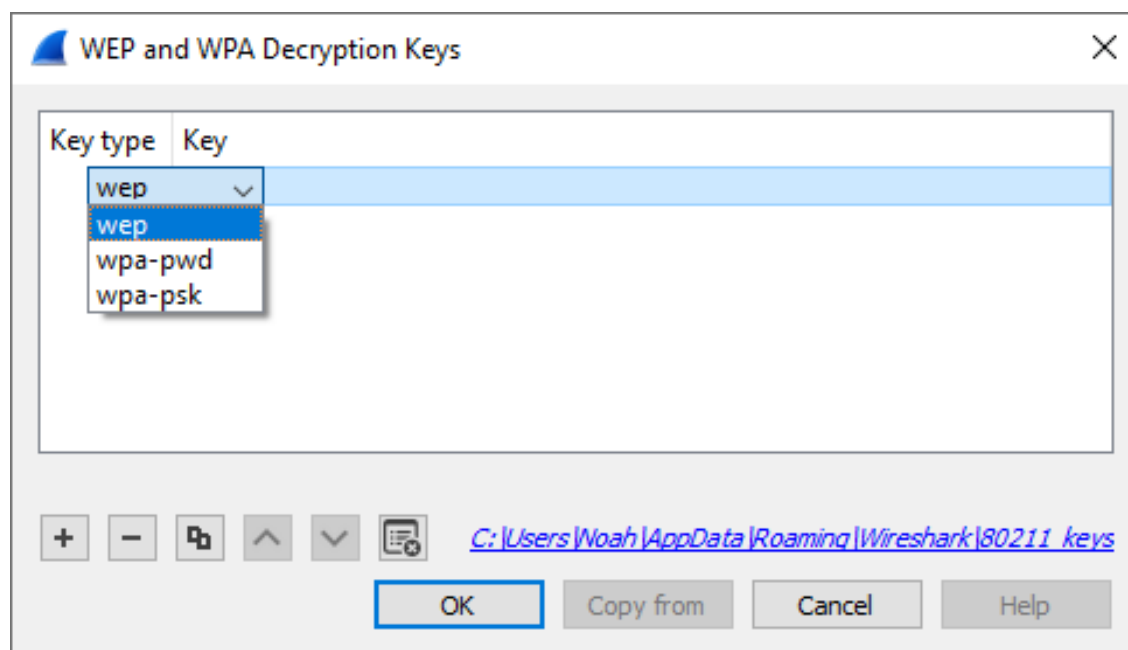 WEP and WPA Decryption Keys
Key type Key
wep
wep
wpa-pwd
wpa-psk
C:\Users\Noah\AppData\Roaming\Wireshark\80211_keys
OK Copy from Cancel Help